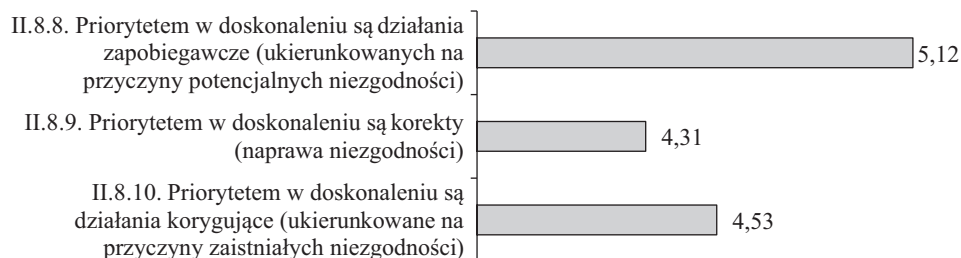 II.8.8. Priorytetem w doskonaleniu są działania
zapobiegawcze (ukierunkowanych na
przyczyny potencjalnych niezgodności)
5,12
II.8.9. Priorytetem w doskonaleniu są korekty
(naprawa niezgodności)
4,31
II.8.10. Priorytetem w doskonaleniu są
działania korygujące (ukierunkowane na
przyczyny zaistniałych niezgodności)
4,53